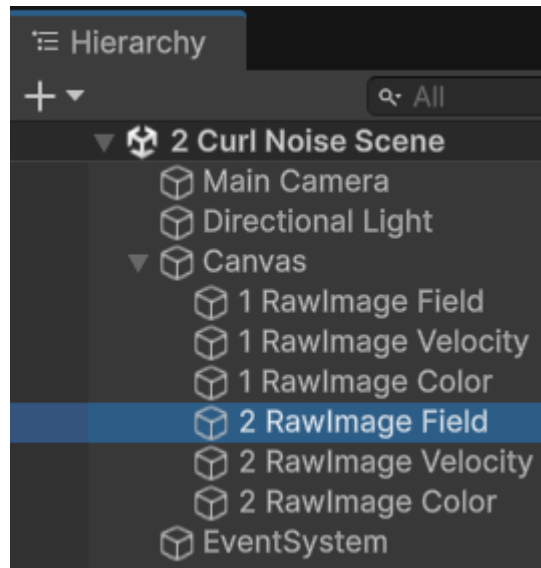 Hierarchy
All
2 Curl Noise Scene
Main Camera
Directional Light
Canvas
1 RawImage Field
1 RawImage Velocity
1 RawImage Color
2 RawImage Field
2 RawImage Velocity
2 RawImage Color
EventSystem